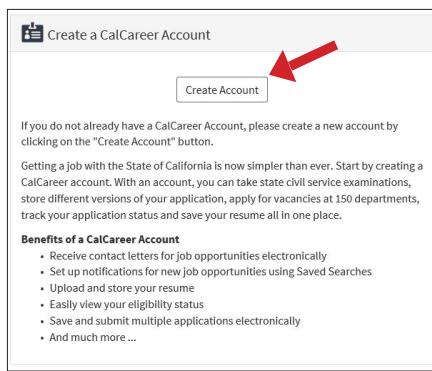 Create a CalCareer Account
Create Account
If you do not already have a CalCareer Account, please create a new account by
clicking on the "Create Account" button.
Getting a job with the State of California is now simpler than ever. Start by creating a
CalCareer account. With an account, you can take state civil service examinations,
store different versions of your application, apply for vacancies at 150 departments,
track your application status and save your resume all in one place.
Benefits of a CalCareer Account
• Receive contact letters for job opportunities electronically
• Set up notifications for new job opportunities using Saved Searches
• Upload and store your resume
• Easily view your eligibility status
• Save and submit multiple applications electronically
• And much more ...